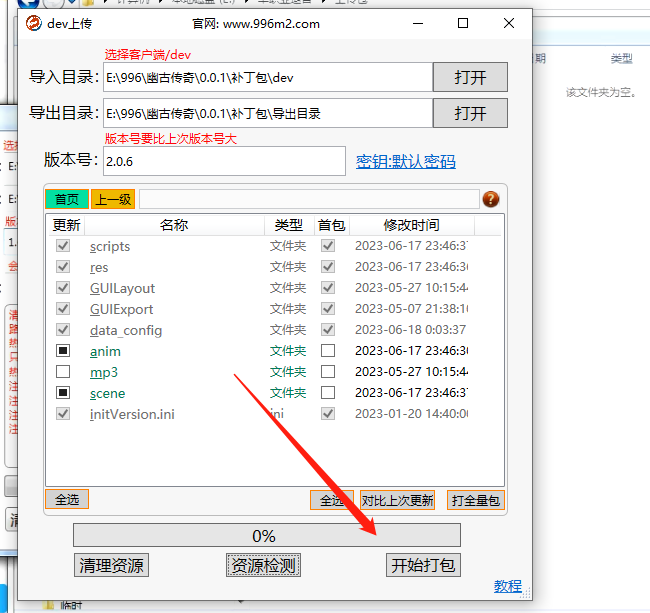 dev上传 官网: www.996m2.com
选择客户端/dev
导入目录: E:\996\幽古传奇\0.0.1\补丁包\dev 打开
导出目录: E:\996\幽古传奇\0.0.1\补丁包\导出目录 打开
版本号要比上次版本号大
版本号: 2.0.6 密钥:默认密码
首页 上一级 ?
更新 名称 类型 首包 修改时间
scripts 文件夹 2023-06-17 23:46:37
res 文件夹 2023-06-17 23:46:36
GUILayout 文件夹 2023-05-27 10:15:44
GUIExport 文件夹 2023-05-07 21:38:10
data_config 文件夹 2023-06-18 0:03:37
anim 文件夹 2023-06-17 23:46:36
mp3 文件夹 2023-05-27 10:15:44
scene 文件夹 2023-06-17 23:46:37
initVersion.ini ini 2023-01-20 14:40:00
全选 全选 对比上次更新 打全量包
0%
清理资源 资源检测 开始打包
教程
类型
该文件夹为空。
临时